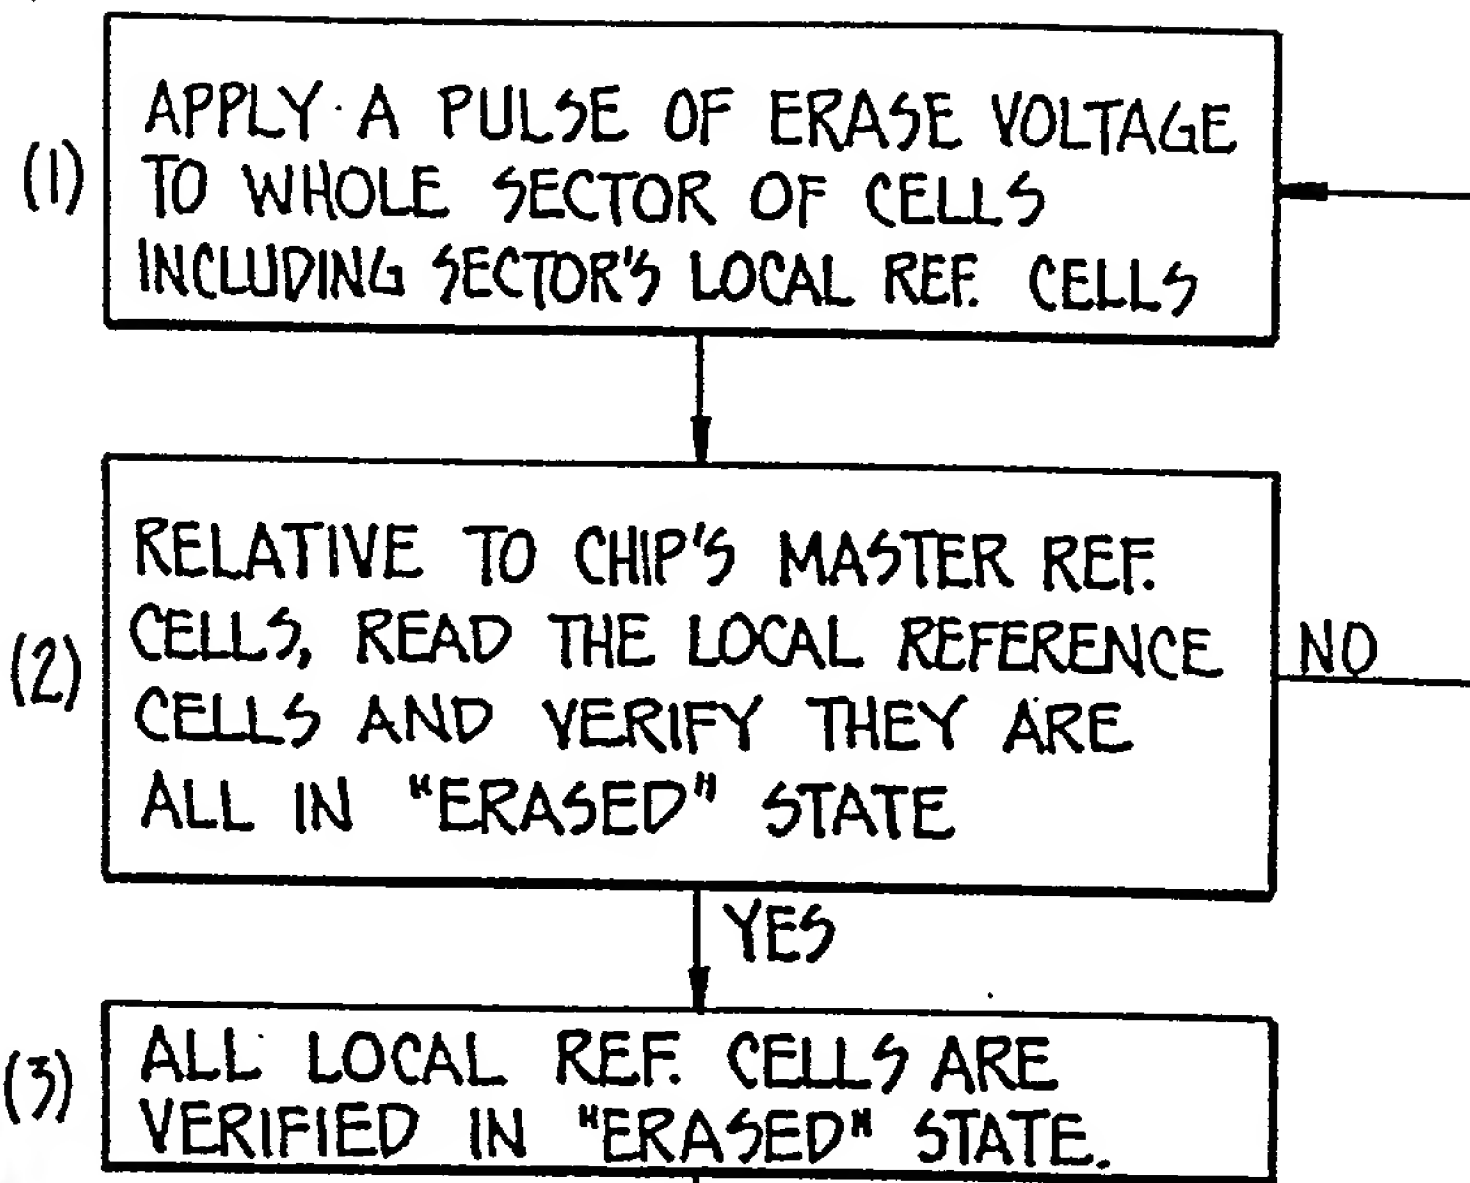 (1)
APPLY A PULSE OF ERASE VOLTAGE
TO WHOLE SECTOR OF CELLS
INCLUDING SECTOR'S LOCAL REF. CELLS
(2)
RELATIVE TO CHIP'S MASTER REF.
CELLS, READ THE LOCAL REFERENCE
CELLS AND VERIFY THEY ARE
ALL IN "ERASED" STATE
NO
YES
(3)
ALL LOCAL REF. CELLS ARE
VERIFIED IN "ERASED" STATE.